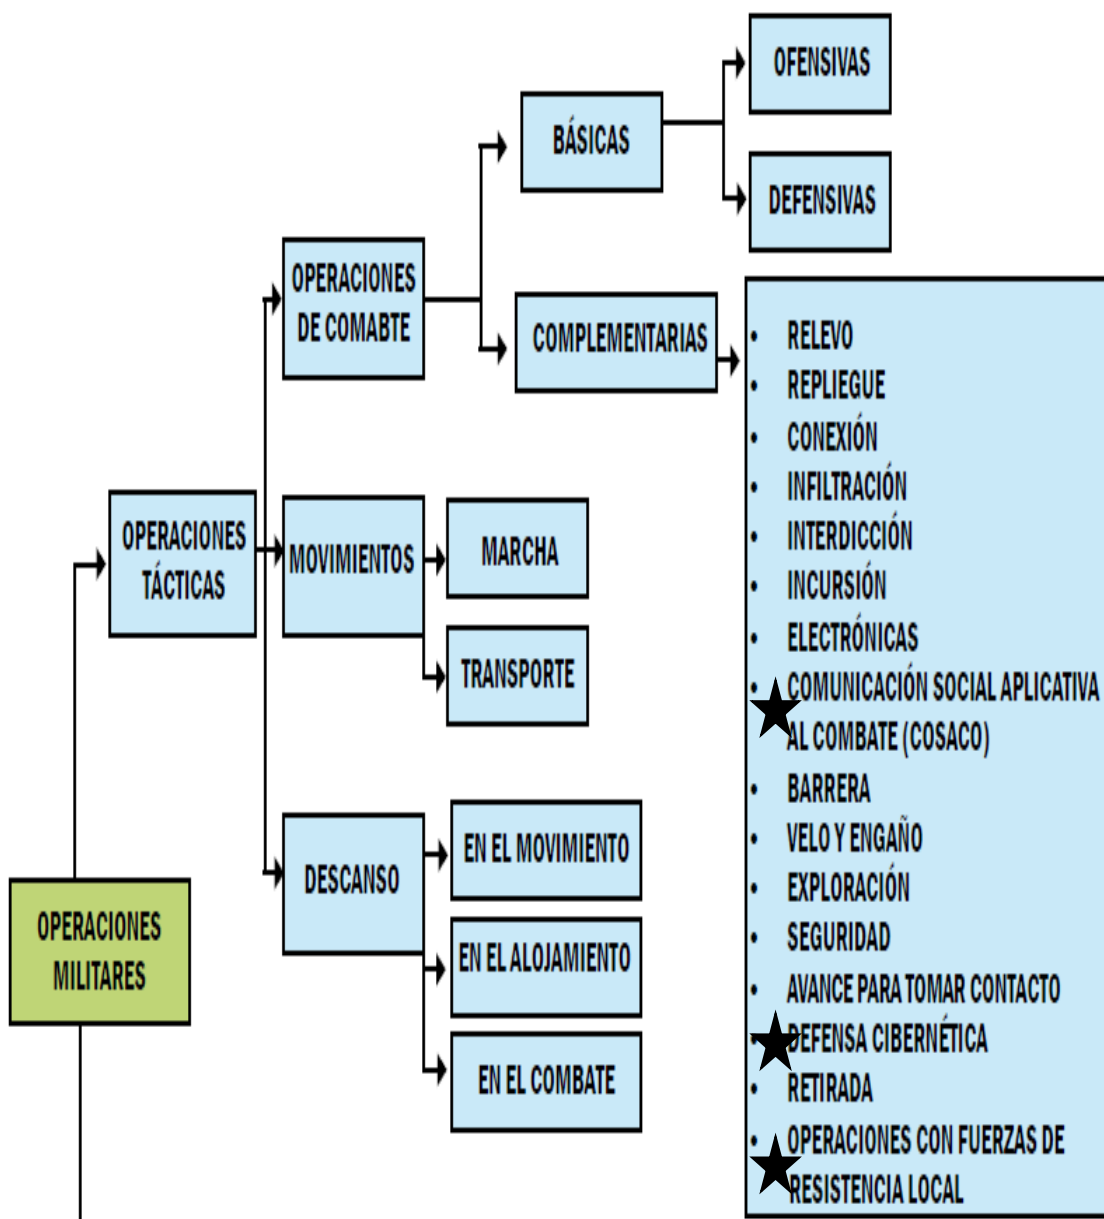 OFENSIVAS
BÁSICAS
DEFENSIVAS
OPERACIONES
DE COMABTE
COMPLEMENTARIAS
• RELEVO
• REPLIEGUE
• CONEXIÓN
• INFILTRACIÓN
• INTERDICCIÓN
• INCURSIÓN
• ELECTRÓNICAS
• COMUNICACIÓN SOCIAL APLICATIVA
AL COMBATE (COSACO)
• BARRERA
• VELO Y ENGAÑO
• EXPLORACIÓN
• SEGURIDAD
• AVANCE PARA TOMAR CONTACTO
• DEFENSA CIBERNÉTICA
• RETIRADA
• OPERACIONES CON FUERZAS DE
RESISTENCIA LOCAL
OPERACIONES
TÁCTICAS
MOVIMIENTOS
MARCHA
TRANSPORTE
DESCANSO
EN EL MOVIMIENTO
EN EL ALOJAMIENTO
EN EL COMBATE
OPERACIONES
MILITARES